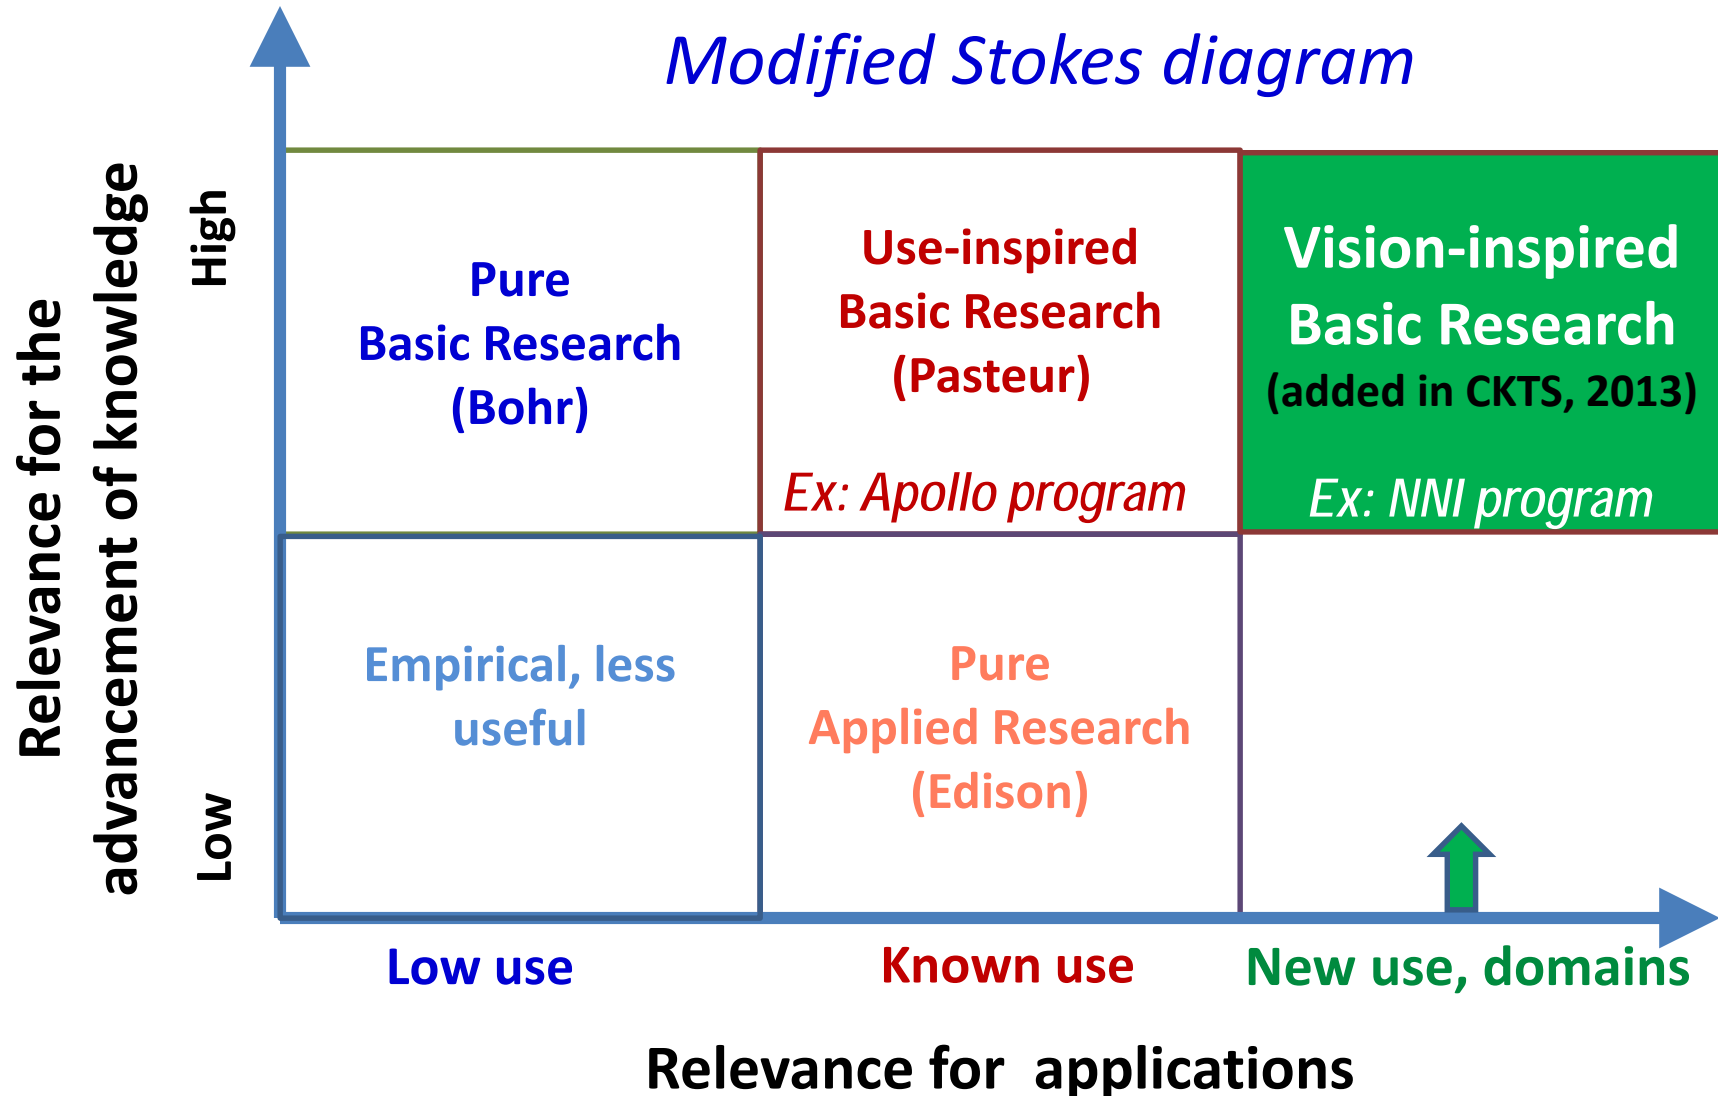 Modified Stokes diagram
Relevance for the
advancement of knowledge
High
Low
Pure
Basic Research
(Bohr)
Use-inspired
Basic Research
(Pasteur)
Ex: Apollo program
Vision-inspired
Basic Research
(added in CKTS, 2013)
Ex: NNI program
Empirical, less
useful
Pure
Applied Research
(Edison)
Low use
Known use
New use, domains
Relevance for applications